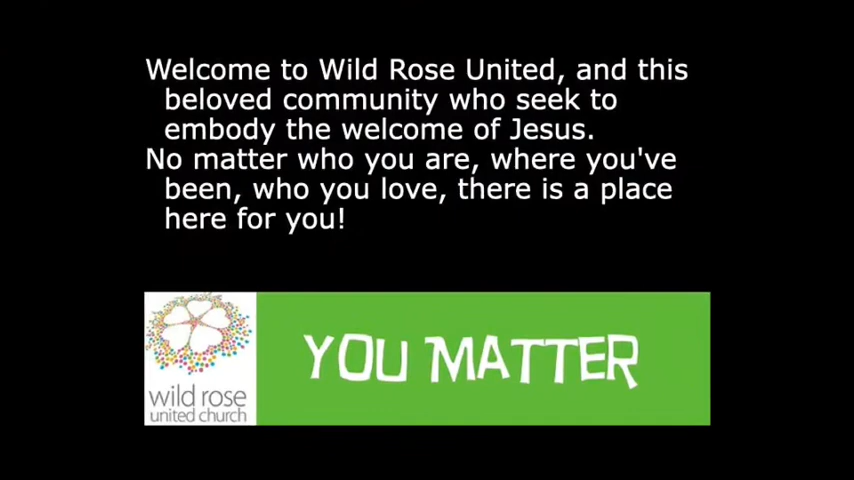 Welcome to Wild Rose United, and this
beloved community who seek to
embody the welcome of Jesus.
No matter who you are, where you've
been, who you love, there is a place
here for you!
YOU MATTER
wild rose
united church